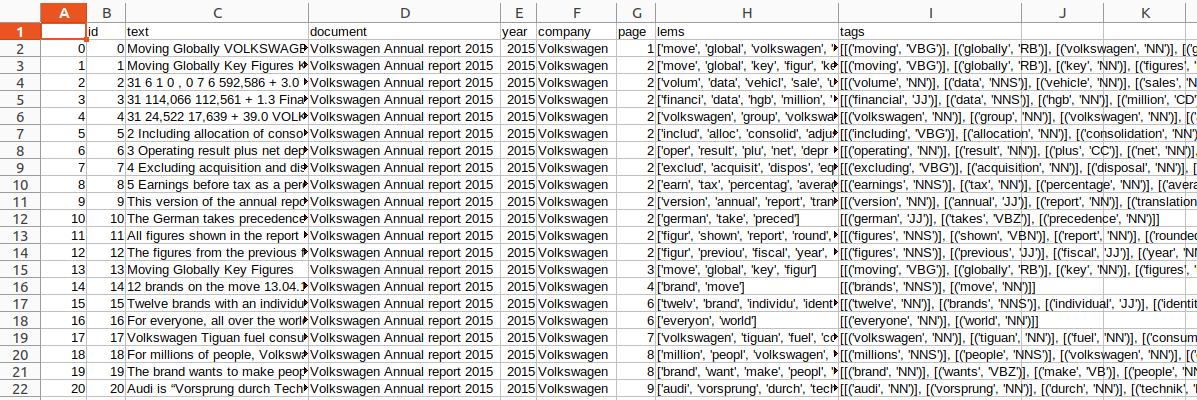 A B C D E F G H I J K
1 id text document year company page lems tags
2 0 0 Moving Globally VOLKSWAGE Volkswagen Annual report 2015 2015 Volkswagen 1 ['move', 'global', 'volkswagen', ' [[('moving', 'VBG')], [('globally', 'RB')], [('volkswagen', 'NN')], [('g
3 1 1 Moving Globally Key Figures Volkswagen Annual report 2015 2015 Volkswagen 2 ['move', 'global', 'key', 'figur', 'ke [[('moving', 'VBG')], [('globally', 'RB')], [('key', 'NN')], [('figures',
4 2 2 31 6 1 0 , 0 7 6 592,586 + 3.0 Volkswagen Annual report 2015 2015 Volkswagen 2 ['volum', 'data', 'vehicl', 'sale', 'u [[('volume', 'NN')], [('data', 'NNS')], [('vehicle', 'NN')], [('sales', 'N
5 3 3 31 114,066 112,561 + 1.3 Fina Volkswagen Annual report 2015 2015 Volkswagen 2 ['financi', 'data', 'hgb', 'million', ' [[('financial', 'JJ')], [('data', 'NNS')], [('hgb', 'NN')], [('million', 'CD'
6 4 4 31 24,522 17,639 + 39.0 VOLK Volkswagen Annual report 2015 2015 Volkswagen 2 ['volkswagen', 'group', 'volkswa [[('volkswagen', 'NN')], [('group', 'NN')], [('volkswagen', 'NN')], [(
7 5 5 2 Including allocation of conso Volkswagen Annual report 2015 2015 Volkswagen 2 ['includ', 'alloc', 'consolid', 'adju [[('including', 'VBG')], [('allocation', 'NN')], [('consolidation', 'NN')],
8 6 6 3 Operating result plus net dep Volkswagen Annual report 2015 2015 Volkswagen 2 ['oper', 'result', 'plu', 'net', 'depr [[('operating', 'NN')], [('result', 'NN')], [('plus', 'CC')], [('net', 'NN')],
9 7 7 4 Excluding acquisition and dis Volkswagen Annual report 2015 2015 Volkswagen 2 ['exclud', 'acquisit', 'dispos', 'eq [[('excluding', 'VBG')], [('acquisition', 'NN')], [('disposal', 'NN')], [(
10 8 8 5 Earnings before tax as a per Volkswagen Annual report 2015 2015 Volkswagen 2 ['earn', 'tax', 'percentag', 'avera [[('earnings', 'NNS')], [('tax', 'NN')], [('percentage', 'NN')], [('avera
11 9 9 This version of the annual repo Volkswagen Annual report 2015 2015 Volkswagen 2 ['version', 'annual', 'report', 'tran [[('version', 'NN')], [('annual', 'JJ')], [('report', 'NN')], [('translation
12 10 10 The German takes precedence Volkswagen Annual report 2015 2015 Volkswagen 2 ['german', 'take', 'preced'] [[('german', 'JJ')], [('takes', 'VBZ')], [('precedence', 'NN')]]
13 11 11 All figures shown in the report Volkswagen Annual report 2015 2015 Volkswagen 2 ['figur', 'shown', 'report', 'round', [[('figures', 'NNS')], [('shown', 'VBN')], [('report', 'NN')], [('rounded
14 12 12 The figures from the previous Volkswagen Annual report 2015 2015 Volkswagen 2 ['figur', 'previou', 'fiscal', 'year', [[('figures', 'NNS')], [('previous', 'JJ')], [('fiscal', 'JJ')], [('year', 'N
15 13 13 Moving Globally Key Figures Volkswagen Annual report 2015 2015 Volkswagen 3 ['move', 'global', 'key', 'figur'] [[('moving', 'VBG')], [('globally', 'RB')], [('key', 'NN')], [('figures',
16 14 14 12 brands on the move 13.04. Volkswagen Annual report 2015 2015 Volkswagen 4 ['brand', 'move'] [[('brands', 'NNS')], [('move', 'NN')]]
17 15 15 Twelve brands with an individu Volkswagen Annual report 2015 2015 Volkswagen 6 ['twelv', 'brand', 'individu', 'ident [[('twelve', 'NN')], [('brands', 'NNS')], [('individual', 'JJ')], [('identit
18 16 16 For everyone, all over the worl Volkswagen Annual report 2015 2015 Volkswagen 6 ['everyon', 'world'] [[('everyone', 'NN')], [('world', 'NN')]]
19 17 17 Volkswagen Tiguan fuel consu Volkswagen Annual report 2015 2015 Volkswagen 7 ['volkswagen', 'tiguan', 'fuel', 'co [[('volkswagen', 'NN')], [('tiguan', 'NN')], [('fuel', 'NN')], [('consum
20 18 18 For millions of people, Volksw Volkswagen Annual report 2015 2015 Volkswagen 8 ['million', 'peopl', 'volkswagen', [[('millions', 'NNS')], [('people', 'NNS')], [('volkswagen', 'NN')], [('d
21 19 19 The brand wants to make peop Volkswagen Annual report 2015 2015 Volkswagen 8 ['brand', 'want', 'make', 'peopl', ' [[('brand', 'NN')], [('wants', 'VBZ')], [('make', 'VB')], [('people', 'NN
22 20 20 Audi is “Vorsprung durch Tech Volkswagen Annual report 2015 2015 Volkswagen 9 ['audi', 'vorsprung', 'durch', 'tech [[('audi', 'NN')], [('vorsprung', 'NN')], [('durch', 'NN')], [('technik', '